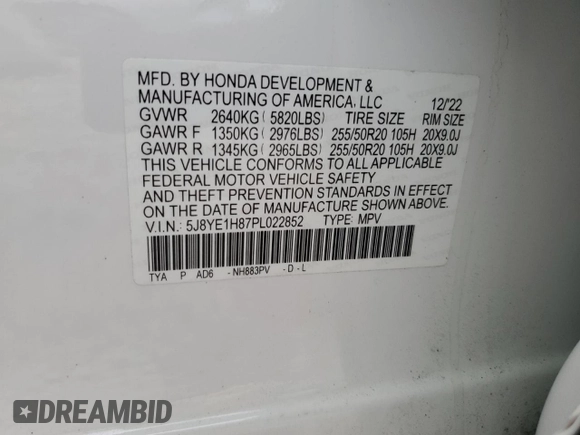 MFD. BY HONDA DEVELOPMENT &
MANUFACTURING OF AMERICA, LLC 12/'22
GVWR 2640KG ( 5820LBS) TIRE SIZE RIM SIZE
GAWR F 1350KG ( 2976LBS) 255/50R20 105H 20X9.0J
GAWR R 1345KG ( 2965LBS) 255/50R20 105H 20X9.0J
THIS VEHICLE CONFORMS TO ALL APPLICABLE
FEDERAL MOTOR VEHICLE SAFETY
AND THEFT PREVENTION STANDARDS IN EFFECT
ON THE DATE OF MANUFACTURE SHOWN ABOVE.
V.I.N.: 5J8YE1H87PL022852 TYPE: MPV
TYA P AD6 -NH883PV -D-L
DREAMBID